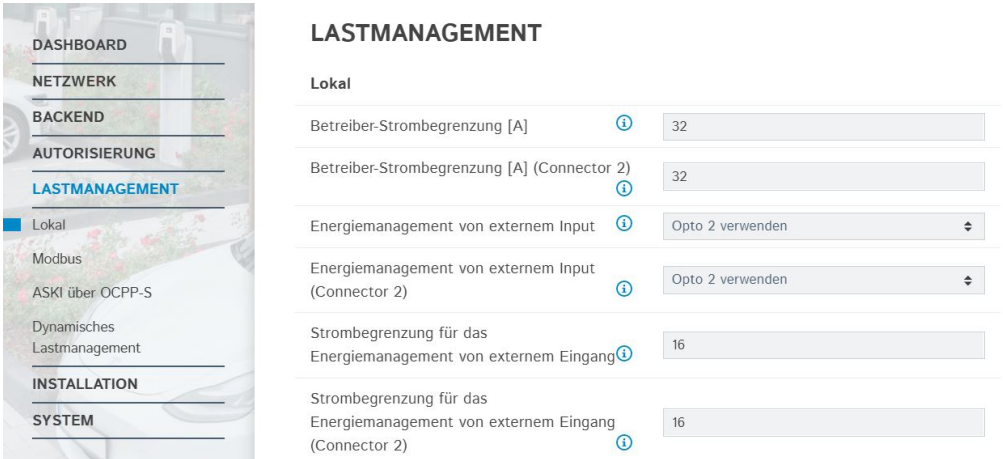 DASHBOARD
NETZWERK
BACKEND
AUTORISIERUNG
LASTMANAGEMENT
Lokal
Modbus
ASKI über OCPP-S
Dynamisches
Lastmanagement
INSTALLATION
SYSTEM
LASTMANAGEMENT
Lokal
Betreiber-Strombegrenzung [A]
32
Betreiber-Strombegrenzung [A] (Connector 2)
32
Energiemanagement von externem Input
Opto 2 verwenden
Energiemanagement von externem Input
(Connector 2)
Opto 2 verwenden
Strombegrenzung für das
Energiemanagement von externem Eingang
16
Strombegrenzung für das
Energiemanagement von externem Eingang
(Connector 2)
16